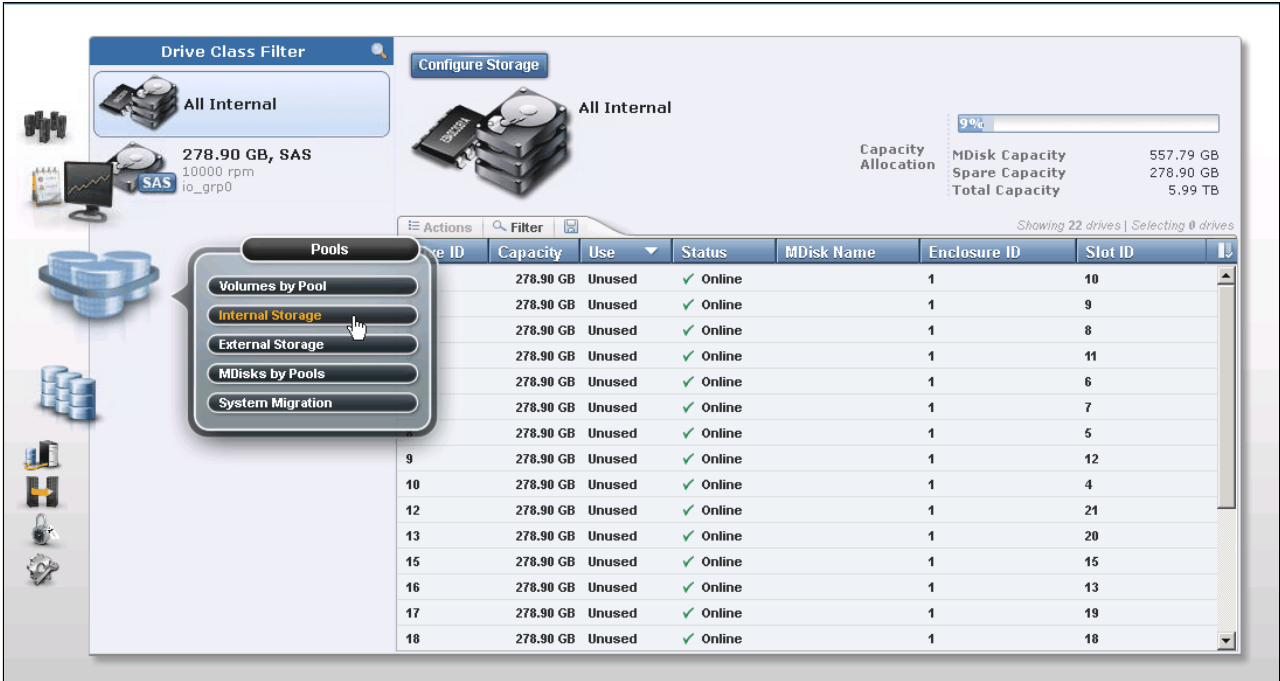 Drive Class Filter
All Internal
278.90 GB, SAS
10000 rpm
io_grp0
SAS
Configure Storage
All Internal
Capacity Allocation
9%
MDisk Capacity 557.79 GB
Spare Capacity 278.90 GB
Total Capacity 5.99 TB
Actions Filter Showing 22 drives | Selecting 0 drives
Pools
Volumes by Pool
Internal Storage
External Storage
MDisks by Pools
System Migration
ID Capacity Use Status MDisk Name Enclosure ID Slot ID
278.90 GB Unused Online 1 10
278.90 GB Unused Online 1 9
278.90 GB Unused Online 1 8
278.90 GB Unused Online 1 11
278.90 GB Unused Online 1 6
278.90 GB Unused Online 1 7
278.90 GB Unused Online 1 5
9 278.90 GB Unused Online 1 12
10 278.90 GB Unused Online 1 4
12 278.90 GB Unused Online 1 21
13 278.90 GB Unused Online 1 20
15 278.90 GB Unused Online 1 15
16 278.90 GB Unused Online 1 13
17 278.90 GB Unused Online 1 19
18 278.90 GB Unused Online 1 18